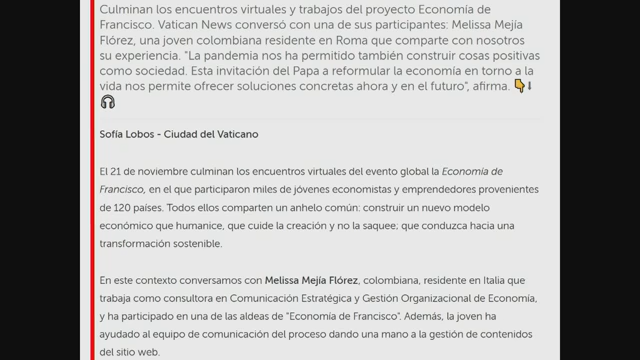 Culminan los encuentros virtuales y trabajos del proyecto Economía de
Francisco. Vatican News conversó con una de sus participantes: Melissa Mejía
Flórez, una joven colombiana residente en Roma que comparte con nosotros
su experiencia. "La pandemia nos ha permitido también construir cosas positivas
como sociedad. Esta invitación del Papa a reformular la economía en torno a la
vida nos permite ofrecer soluciones concretas ahora y en el futuro", afirma. 👇⬇
🎧
Sofía Lobos - Ciudad del Vaticano
El 21 de noviembre culminan los encuentros virtuales del evento global la Economía de
Francisco, en el que participaron miles de jóvenes economistas y emprendedores provenientes
de 120 países. Todos ellos comparten un anhelo común: construir un nuevo modelo
económico que humanice, que cuide la creación y no la saquee; que conduzca hacia una
transformación sostenible.
En este contexto conversamos con Melissa Mejía Flórez, colombiana, residente en Italia que
trabaja como consultora en Comunicación Estratégica y Gestión Organizacional de Economía,
y ha participado en una de las aldeas de "Economía de Francisco". Además, la joven ha
ayudado al equipo de comunicación del proceso dando una mano a la gestión de contenidos
del sitio web.